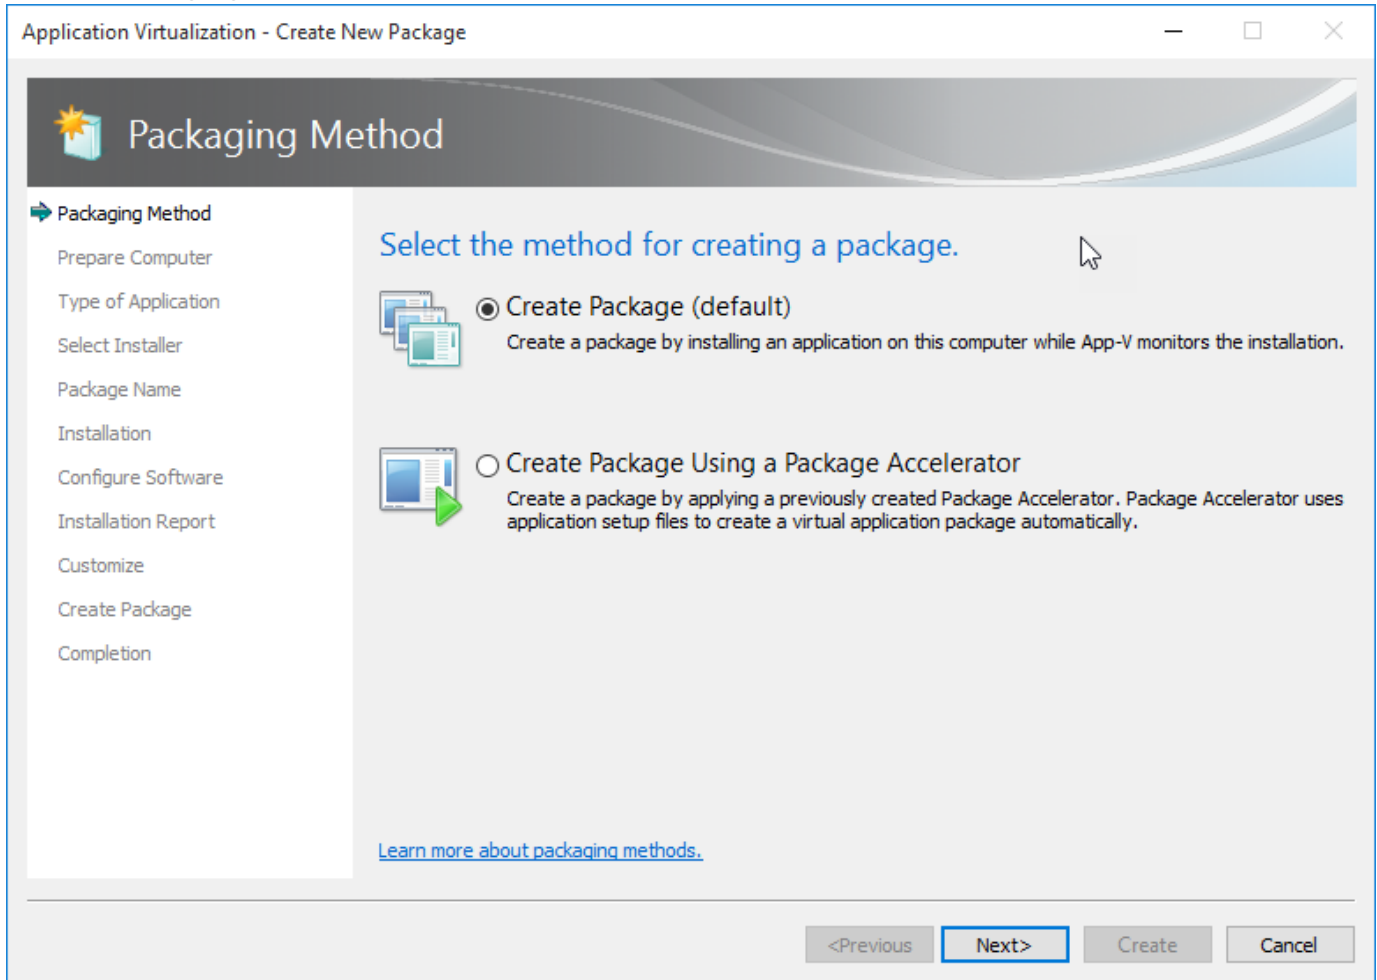 Application Virtualization - Create New Package
Packaging Method
Packaging Method
Prepare Computer
Type of Application
Select Installer
Package Name
Installation
Configure Software
Installation Report
Customize
Create Package
Completion
Select the method for creating a package.
Create Package (default)
Create a package by installing an application on this computer while App-V monitors the installation.
Create Package Using a Package Accelerator
Create a package by applying a previously created Package Accelerator. Package Accelerator uses
application setup files to create a virtual application package automatically.
Learn more about packaging methods.
<Previous
Next>
Create
Cancel